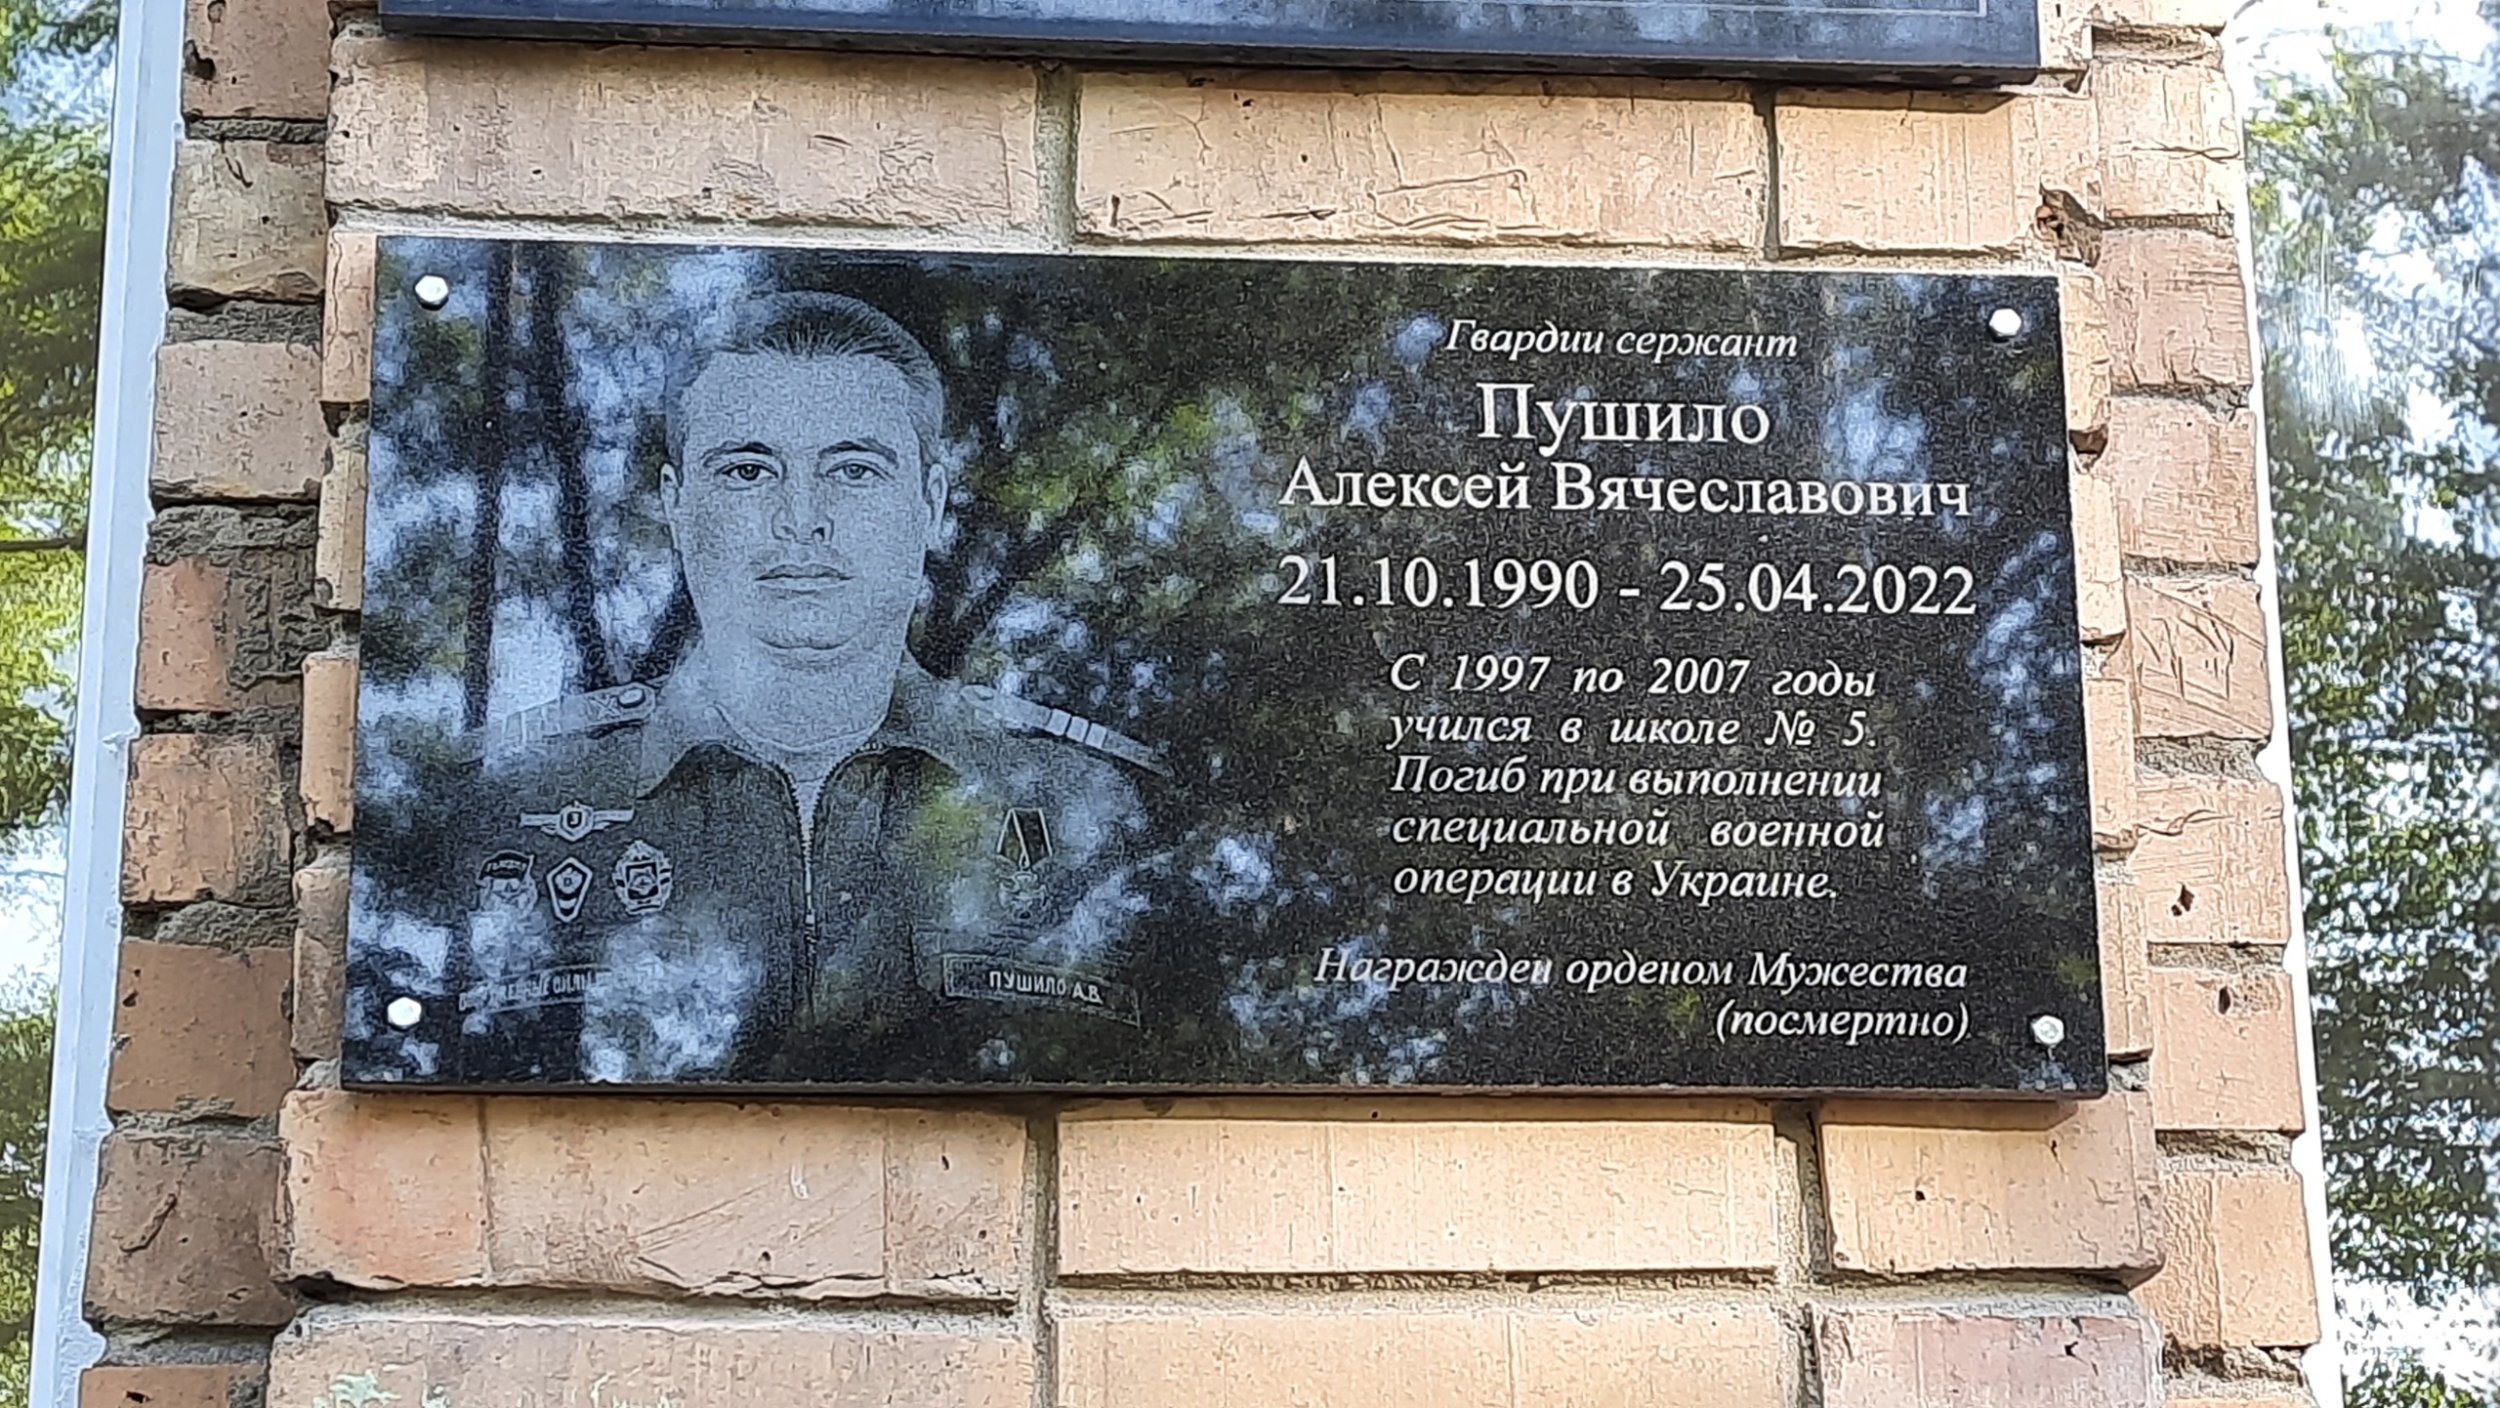 Гвардии сержант
Пушило
Алексей Вячеславович
21.10.1990 - 25.04.2022
С 1997 по 2007 годы
учился в школе № 5.
Погиб при выполнении
специальной военной
операции в Украине.
Награжден орденом Мужества
(посмертно)
ПУШИЛО А.В.